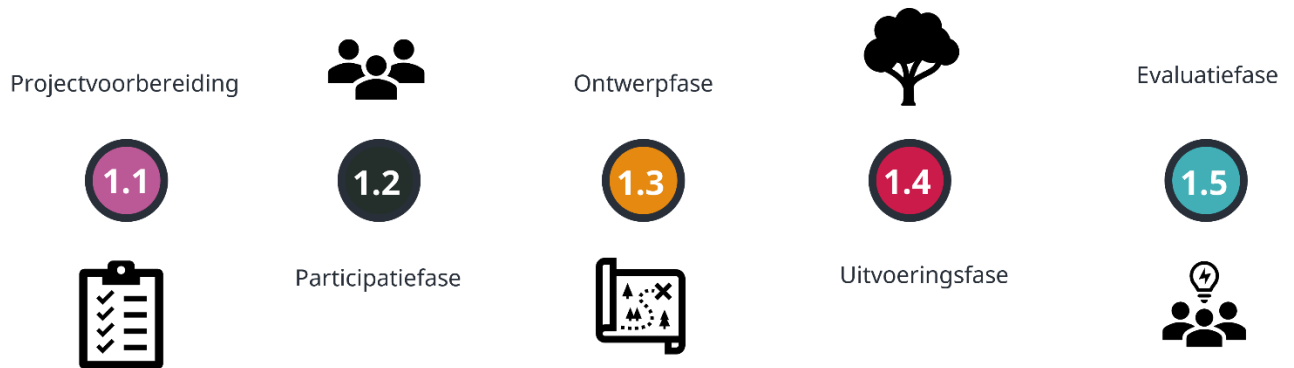 Projectvoorbereiding
1.1
Participatiefase
1.2
Ontwerpfase
1.3
Uitvoeringsfase
1.4
Evaluatiefase
1.5